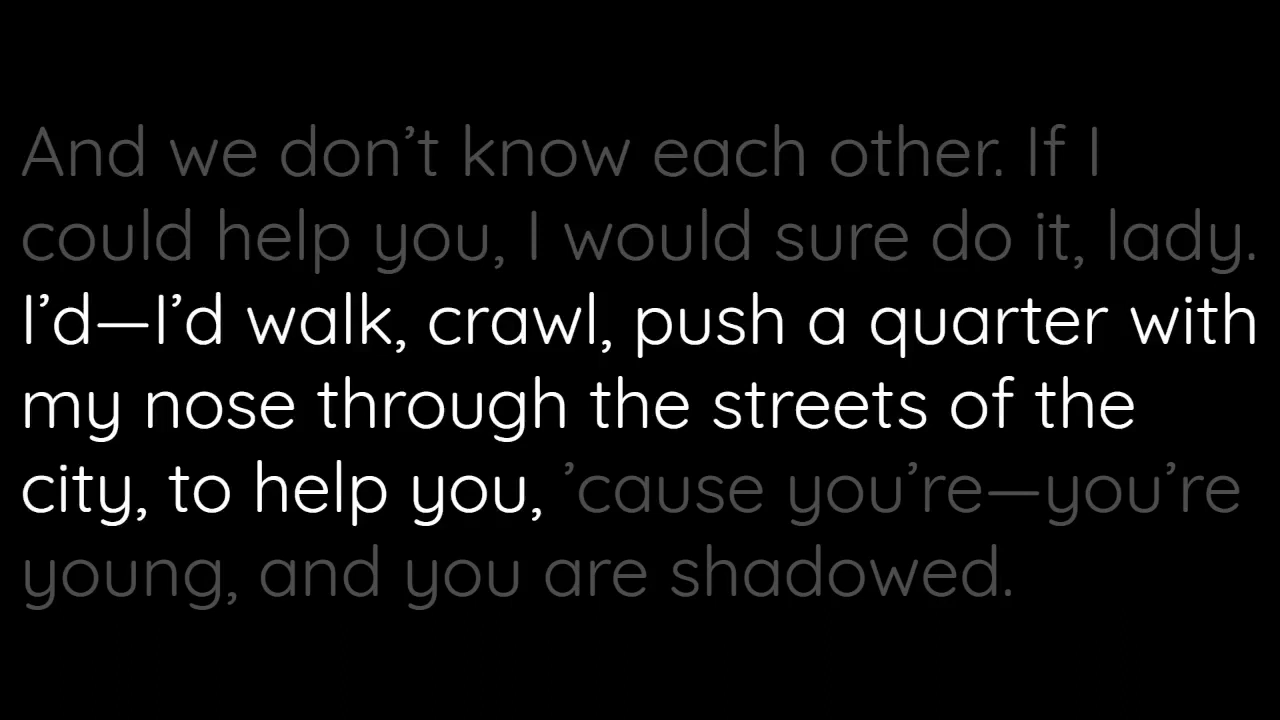 And we don’t know each other. If I
could help you, I would sure do it, lady.
I’d—I’d walk, crawl, push a quarter with
my nose through the streets of the
city, to help you, ’cause you’re—you’re
young, and you are shadowed.